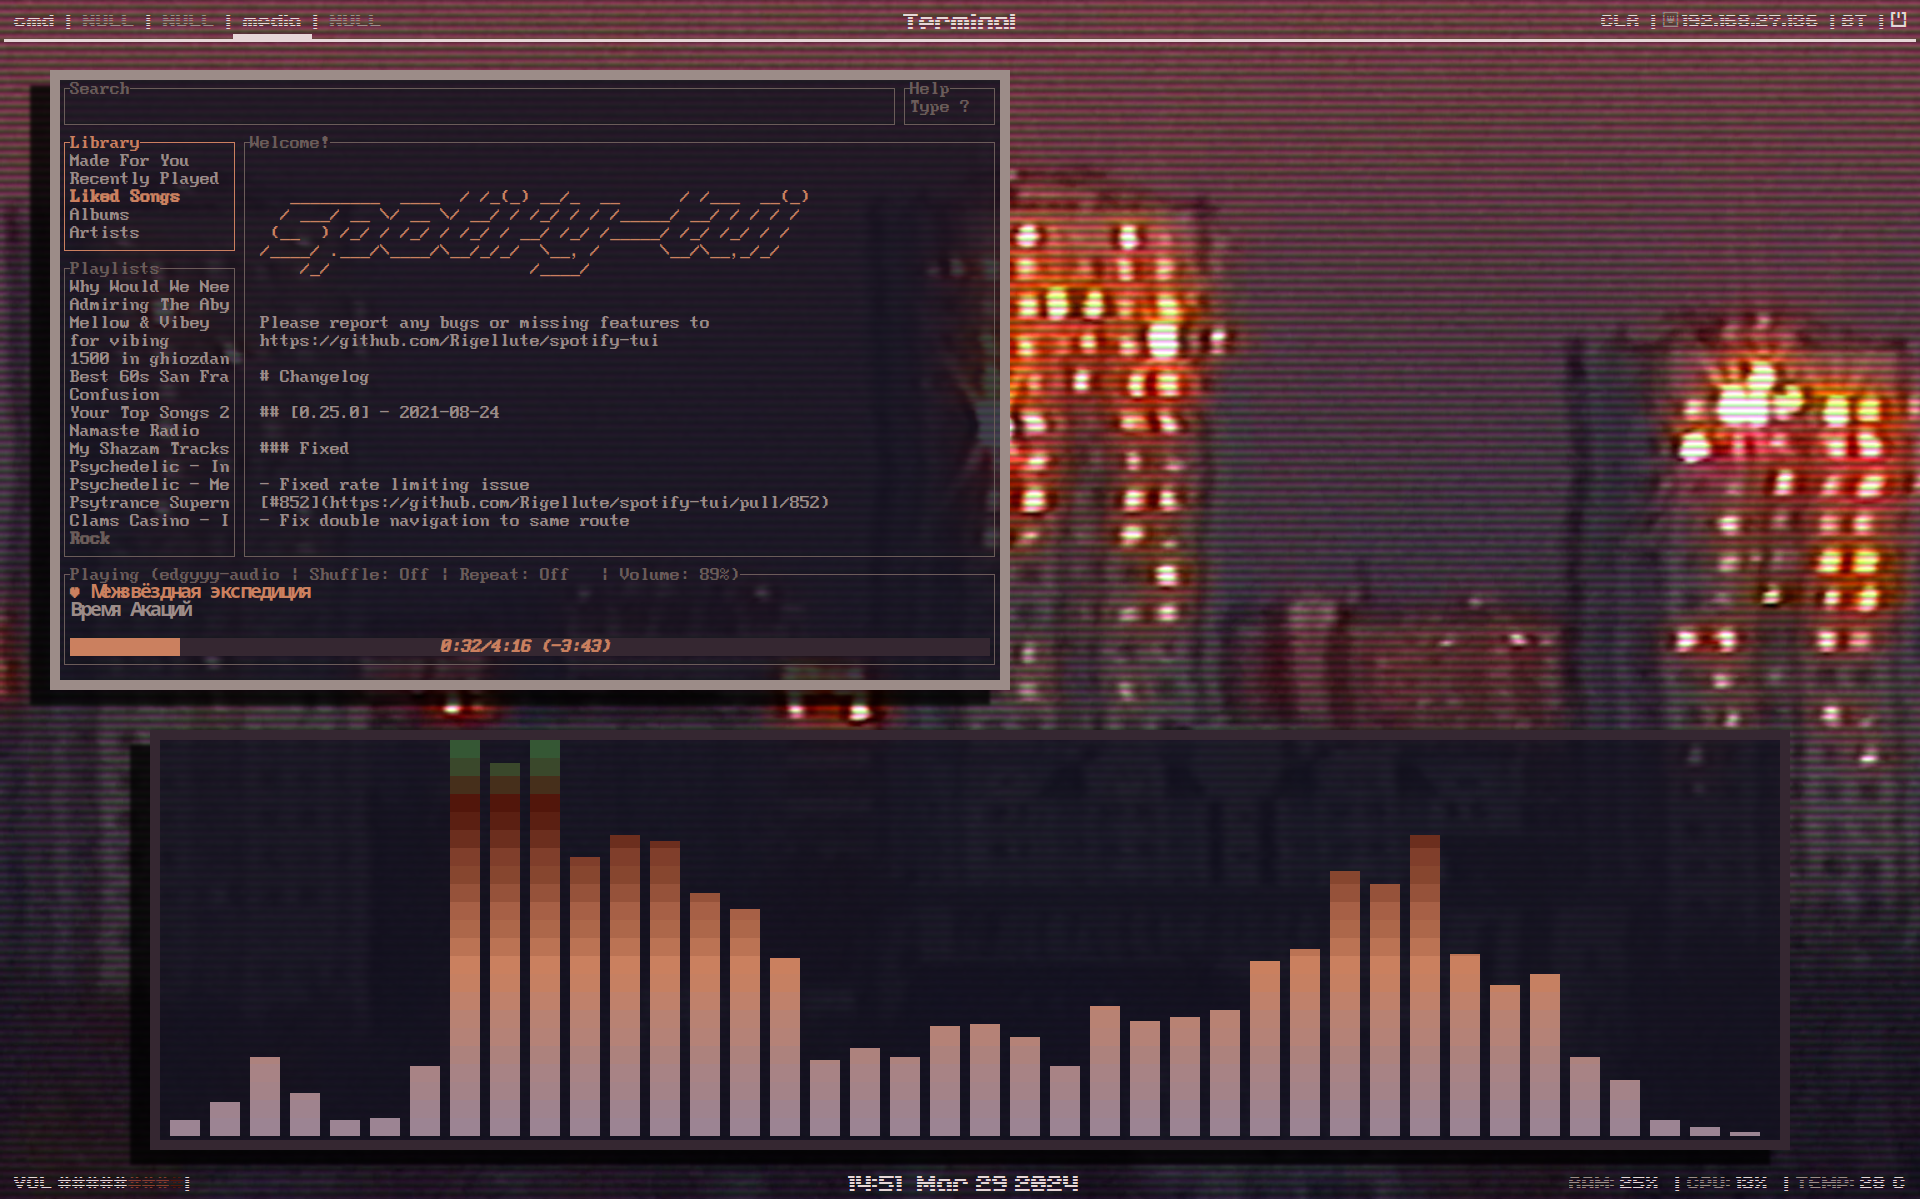 cmd | NULL | NULL | media | NULL
Terminal
CLR | 192.168.27.136 | BT |
Search
Help
Type ?
Library
Made For You
Recently Played
Liked Songs
Albums
Artists
Playlists
Why Would We Nee
Admiring The Aby
Mellow & Vibey
for vibing
1500 in ghiozdan
Best 60s San Fra
Confusion
Your Top Songs 2
Namaste Radio
My Shazam Tracks
Psychedelic - In
Psychedelic - Me
Psytrance Supern
Clams Casino - I
Rock
Welcome!
spotify-tui
Please report any bugs or missing features to
https://github.com/Rigellute/spotify-tui
# Changelog
## [0.25.0] - 2021-08-24
### Fixed
- Fixed rate limiting issue
[#852](https://github.com/Rigellute/spotify-tui/pull/852)
- Fix double navigation to same route
Playing (edgyyy-audio | Shuffle: Off | Repeat: Off | Volume: 89%)
♥ Межзвёздная экспедиция
Время Акаций
0:32/4:16 (-3:43)
VOL ########## |
14:51 Mar 29 2024
RAM: 25% | CPU: 13% | TEMP: 28 C